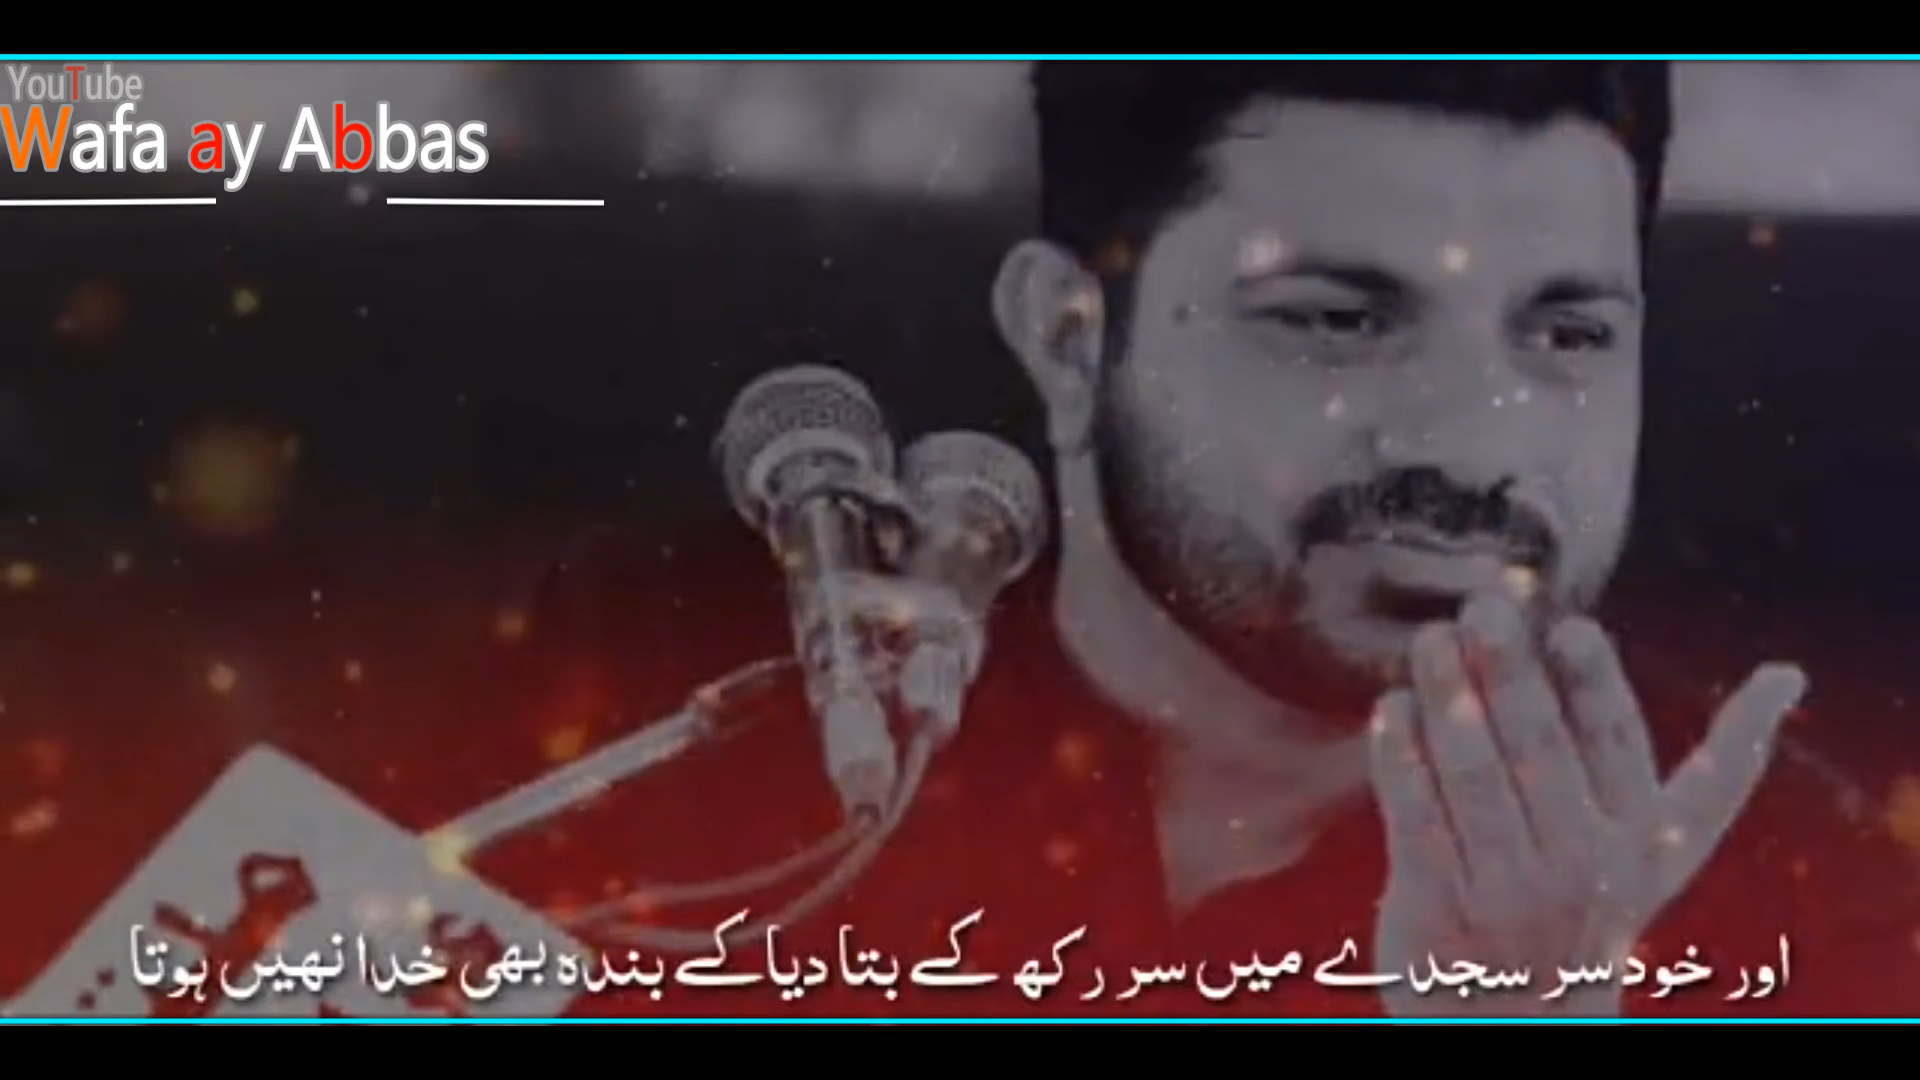 YouTube
Wafa ay Abbas
اور خود سر سجدے میں سر رکھ کے بتا دیا کے بندہ بھی خدا نہیں ہوتا